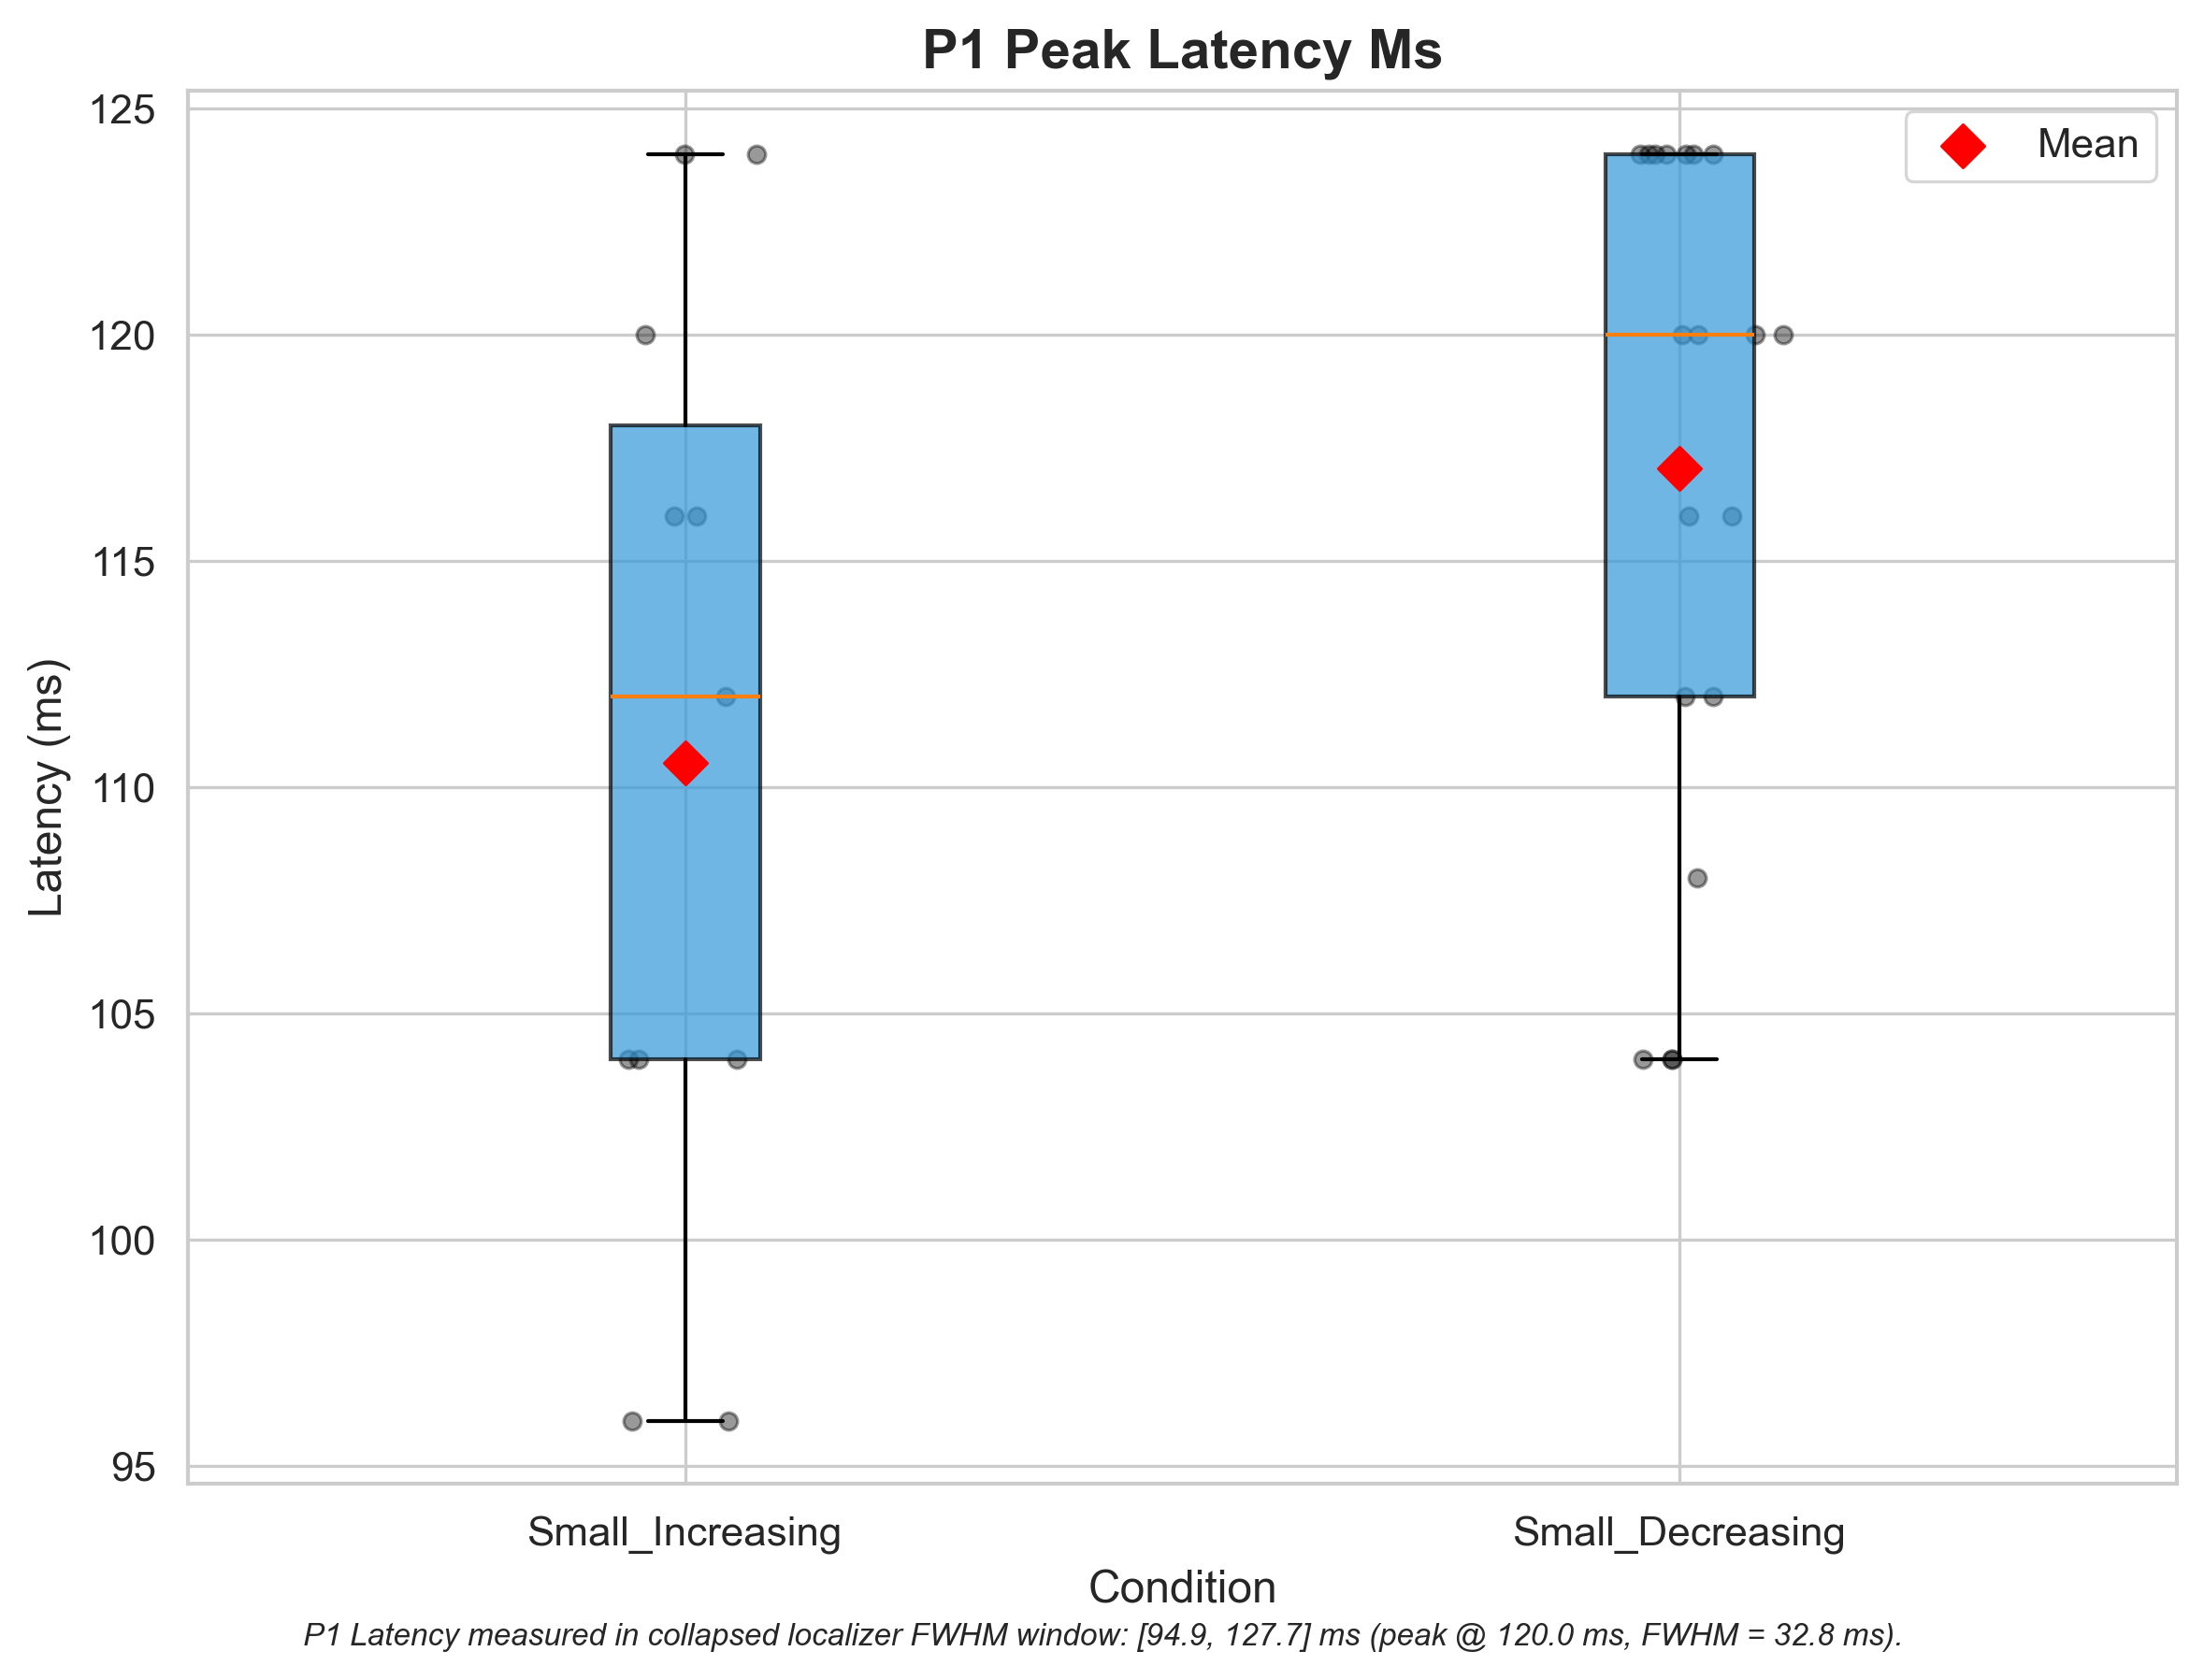 P1 Peak Latency Ms
125
120
115
110
105
100
95
Latency (ms)
Mean
Small_Increasing
Small_Decreasing
Condition
P1 Latency measured in collapsed localizer FWHM window: [94.9, 127.7] ms (peak @ 120.0 ms, FWHM = 32.8 ms).